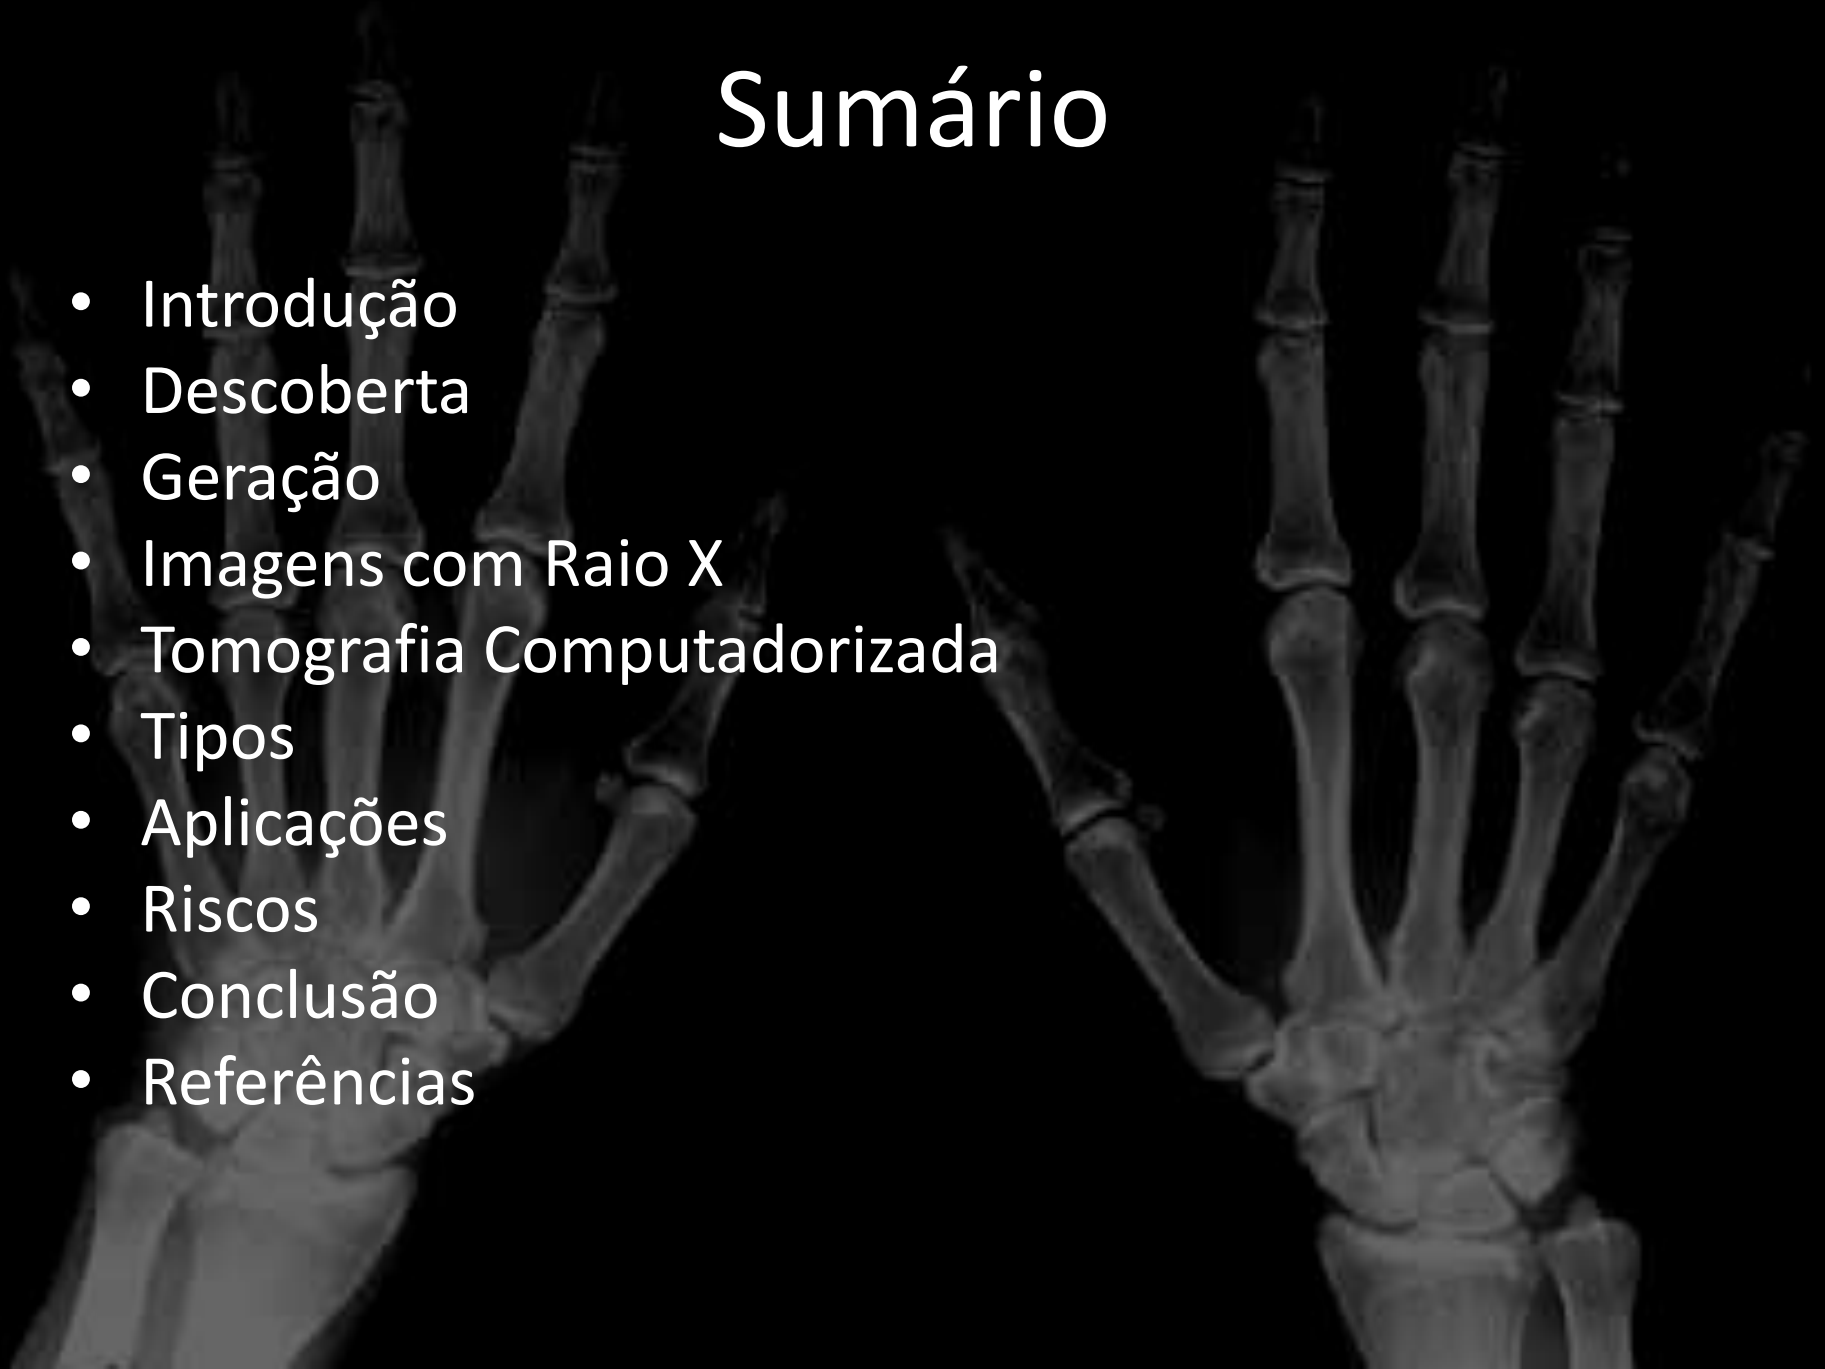 Sumário
• Introdução
• Descoberta
• Geração
• Imagens com Raio X
• Tomografia Computadorizada
• Tipos
• Aplicações
• Riscos
• Conclusão
• Referências